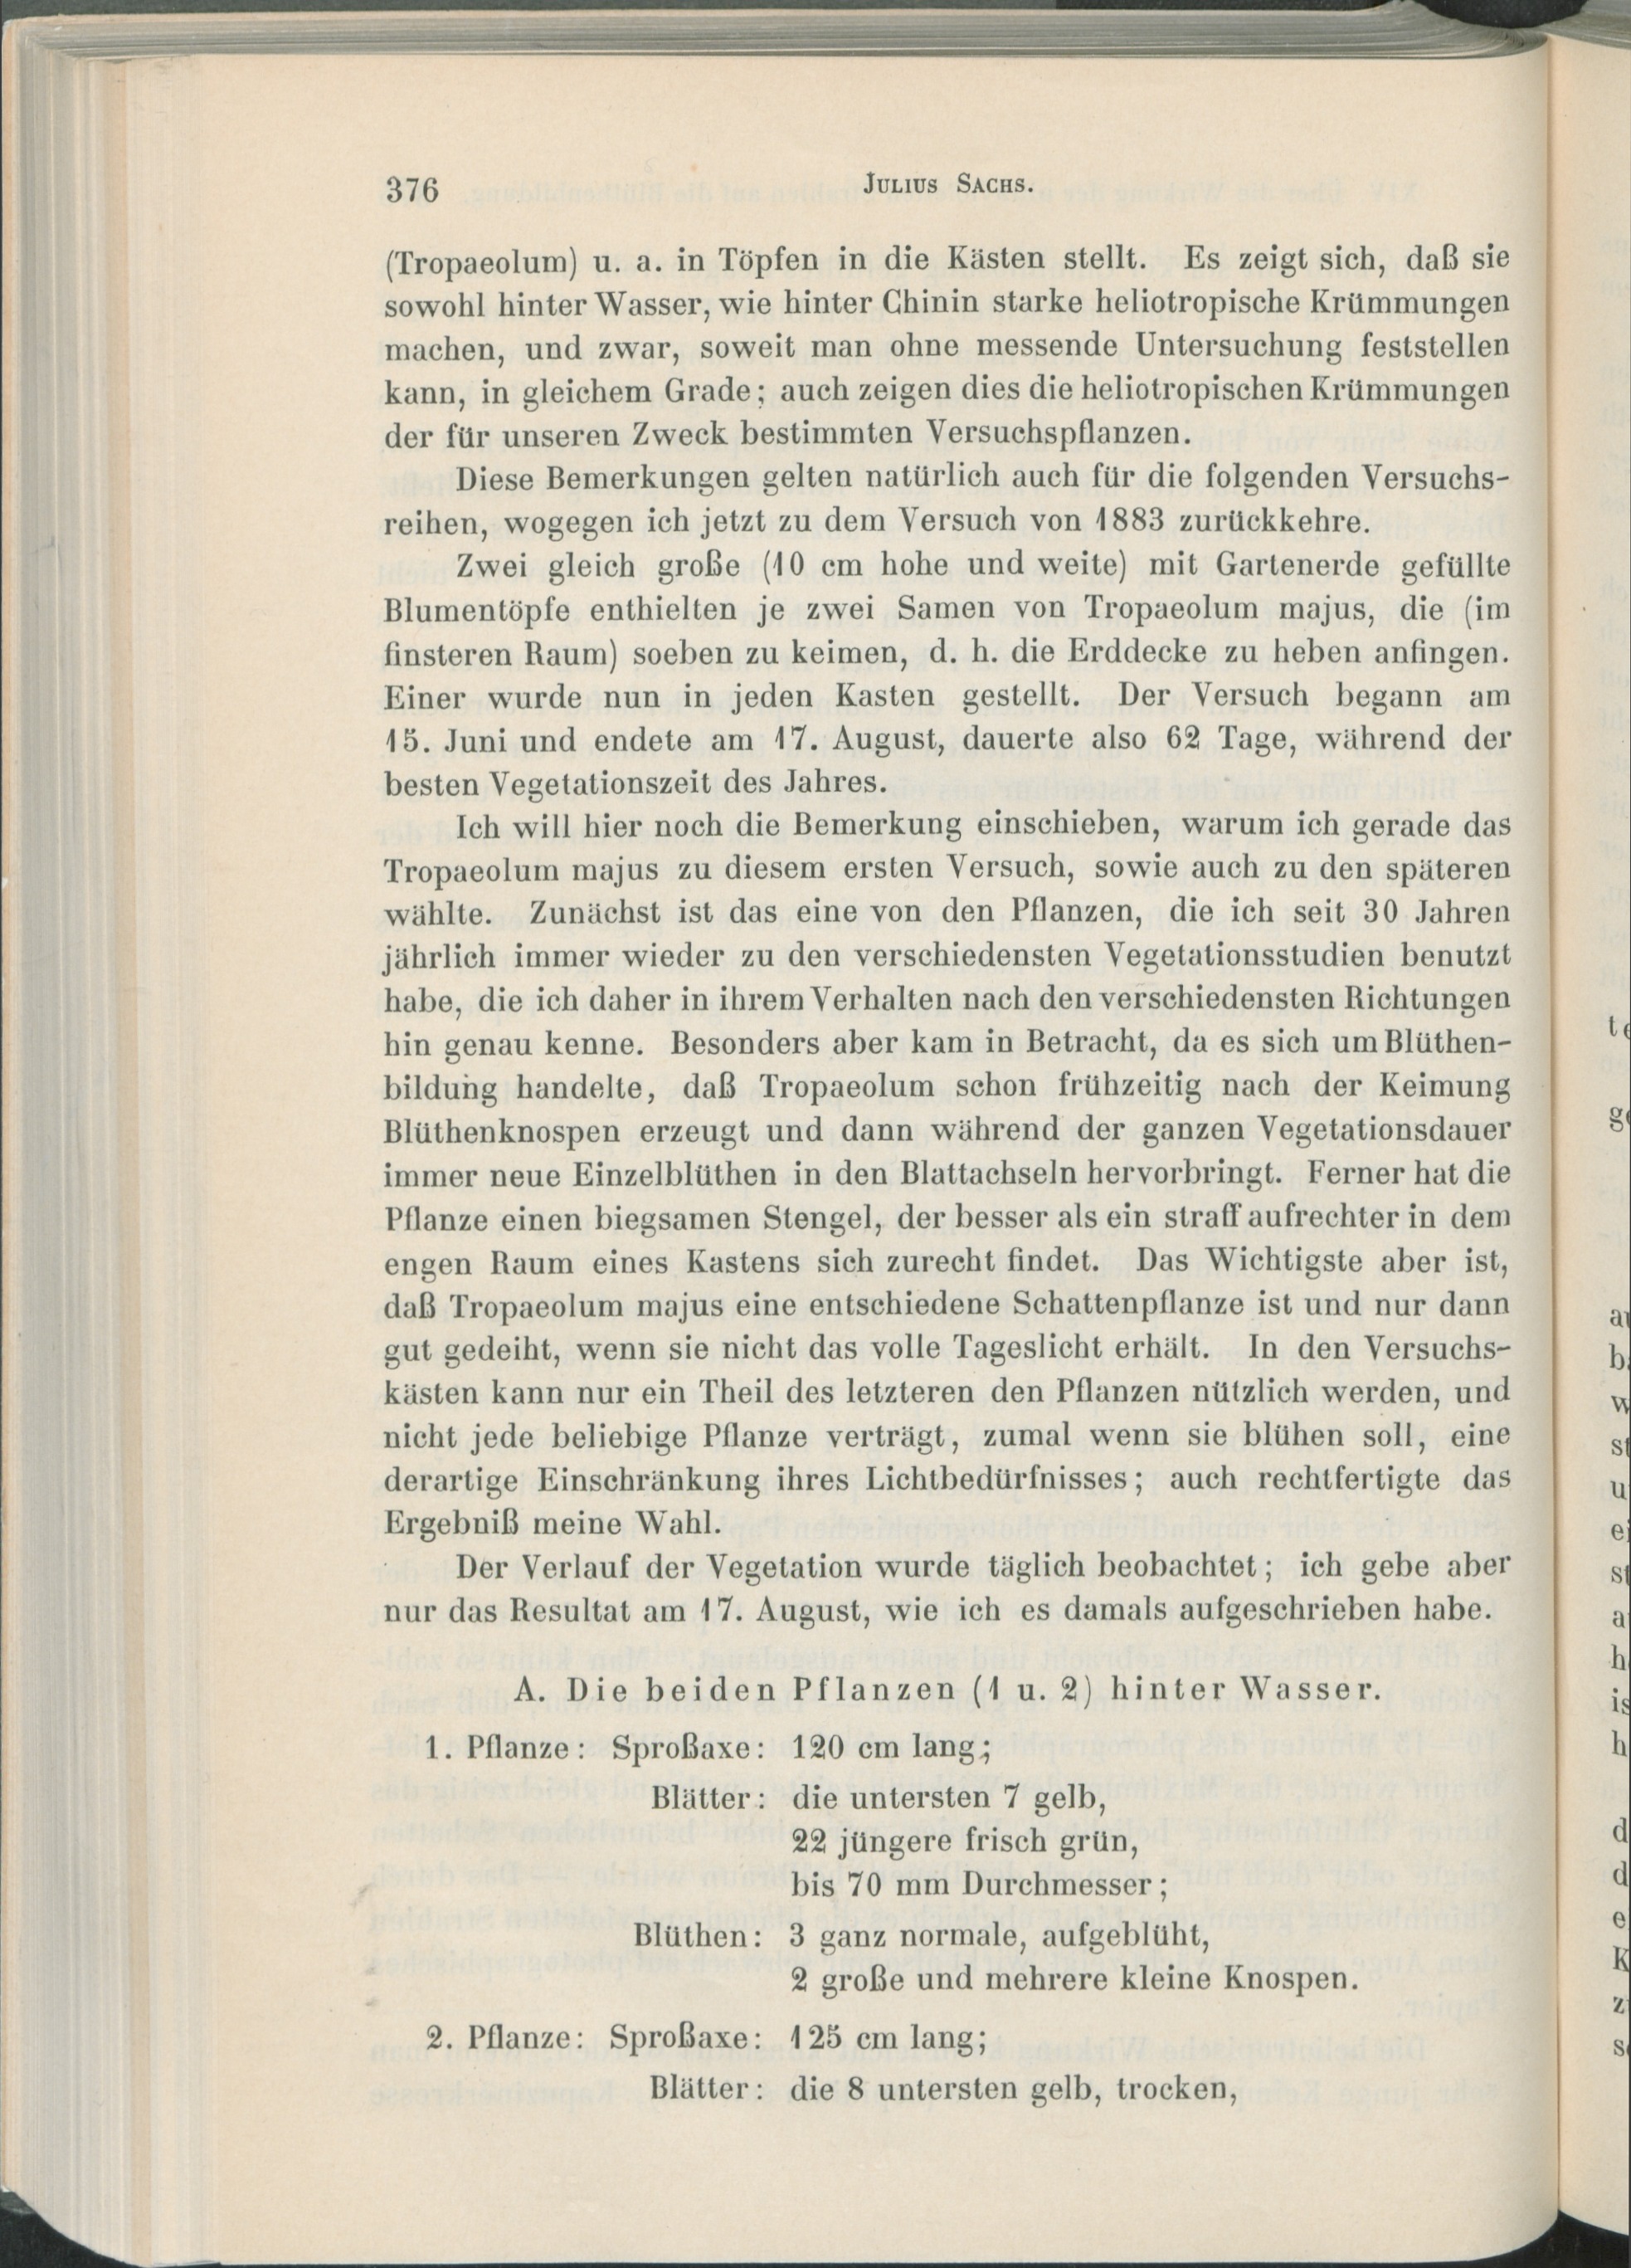 376
Julius Sachs.
(Tropaeolum) u. a. in Töpfen in die Kästen stellt. Es zeigt sich, daß sie
sowohl hinter Wasser, wie hinter Chinin starke heliotropische Krümmungen
machen, und zwar, soweit man ohne messende Untersuchung feststellen
kann, in gleichem Grade; auch zeigen dies die heliotropischen Krümmungen
der für unseren Zweck bestimmten Versuchspflanzen.
Diese Bemerkungen gelten natürlich auch für die folgenden Versuchs-
reihen, wogegen ich jetzt zu dem Versuch von 1883 zurückkehre.
Zwei gleich große (10 cm hohe und weite) mit Gartenerde gefüllte
Blumentöpfe enthielten je zwei Samen von Tropaeolum majus, die (im
finsteren Raum) soeben zu keimen, d. h. die Erddecke zu heben anfingen.
Einer wurde nun in jeden Kasten gestellt. Der Versuch begann am
15. Juni und endete am 17. August, dauerte also 62 Tage, während der
besten Vegetationszeit des Jahres.
Ich will hier noch die Bemerkung einschieben, warum ich gerade das
Tropaeolum majus zu diesem ersten Versuch, sowie auch zu den späteren
wählte. Zunächst ist das eine von den Pflanzen, die ich seit 30 Jahren
jährlich immer wieder zu den verschiedensten Vegetationsstudien benutzt
habe, die ich daher in ihrem Verhalten nach den verschiedensten Richtungen
hin genau kenne. Besonders aber kam in Betracht, da es sich um Blüthen-
bildung handelte, daß Tropaeolum schon frühzeitig nach der Keimung
Blüthenknospen erzeugt und dann während der ganzen Vegetationsdauer
immer neue Einzelblüthen in den Blattachseln hervorbringt. Ferner hat die
Pflanze einen biegsamen Stengel, der besser als ein straff aufrechter in dem
engen Raum eines Kastens sich zurecht findet. Das Wichtigste aber ist,
daß Tropaeolum majus eine entschiedene Schattenpflanze ist und nur dann
gut gedeiht, wenn sie nicht das volle Tageslicht erhält. In den Versuchs-
kästen kann nur ein Theil des letzteren den Pflanzen nützlich werden, und
nicht jede beliebige Pflanze verträgt, zumal wenn sie blühen soll, eine
derartige Einschränkung ihres Lichtbedürfnisses; auch rechtfertigte das
Ergebniß meine Wahl.
Der Verlauf der Vegetation wurde täglich beobachtet; ich gebe aber
nur das Resultat am 17. August, wie ich es damals aufgeschrieben habe.
A. Die beiden Pflanzen (1 u. 2) hinter Wasser.
1. Pflanze: Sproßaxe: 120 cm lang;
Blätter: die untersten 7 gelb,
22 jüngere frisch grün,
bis 70 mm Durchmesser;
Blüthen: 3 ganz normale, aufgeblüht,
2 große und mehrere kleine Knospen.
2. Pflanze: Sproßaxe: 125 cm lang;
Blätter: die 8 untersten gelb, trocken,